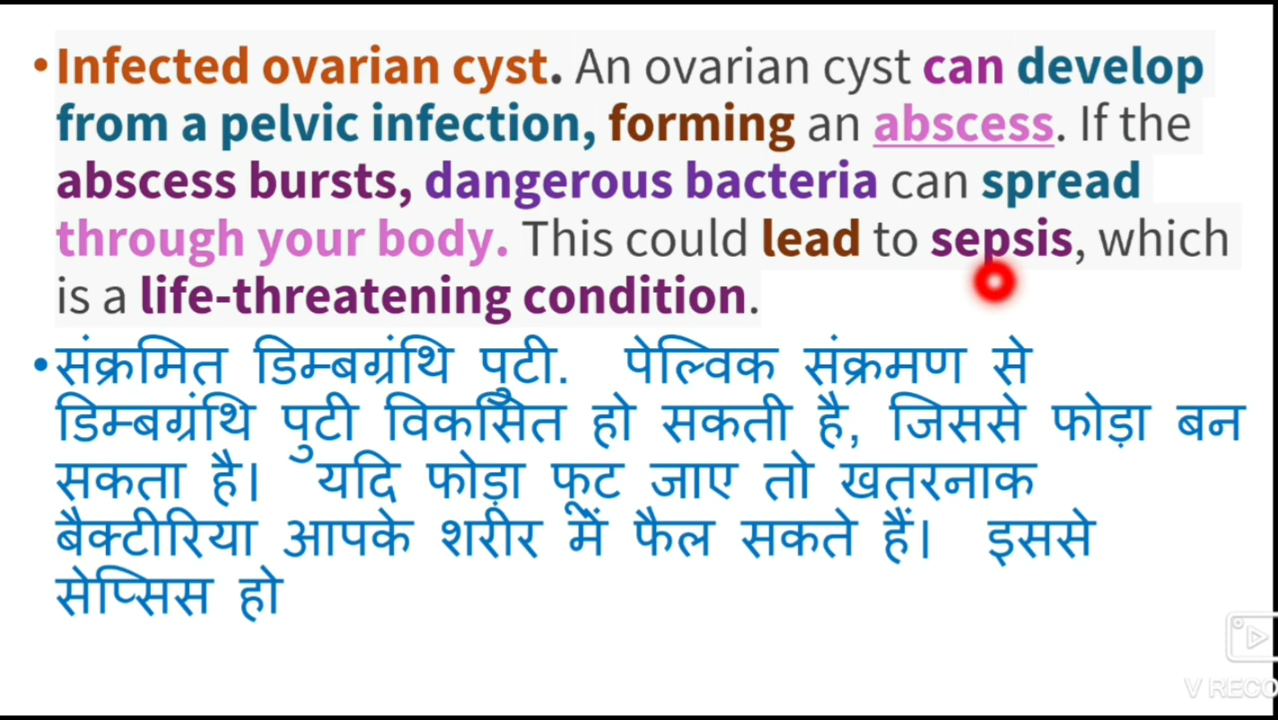 •Infected ovarian cyst. An ovarian cyst can develop
from a pelvic infection, forming an abscess. If the
abscess bursts, dangerous bacteria can spread
through your body. This could lead to sepsis, which
is a life-threatening condition.
•संक्रमित डिम्बग्रंथि पुटी. पेल्विक संक्रमण से
डिम्बग्रंथि पुटी विकसित हो सकती है, जिससे फोड़ा बन
सकता है। यदि फोड़ा फूट जाए तो खतरनाक
बैक्टीरिया आपके शरीर में फैल सकते हैं। इससे
सेप्सिस हो
V RECO